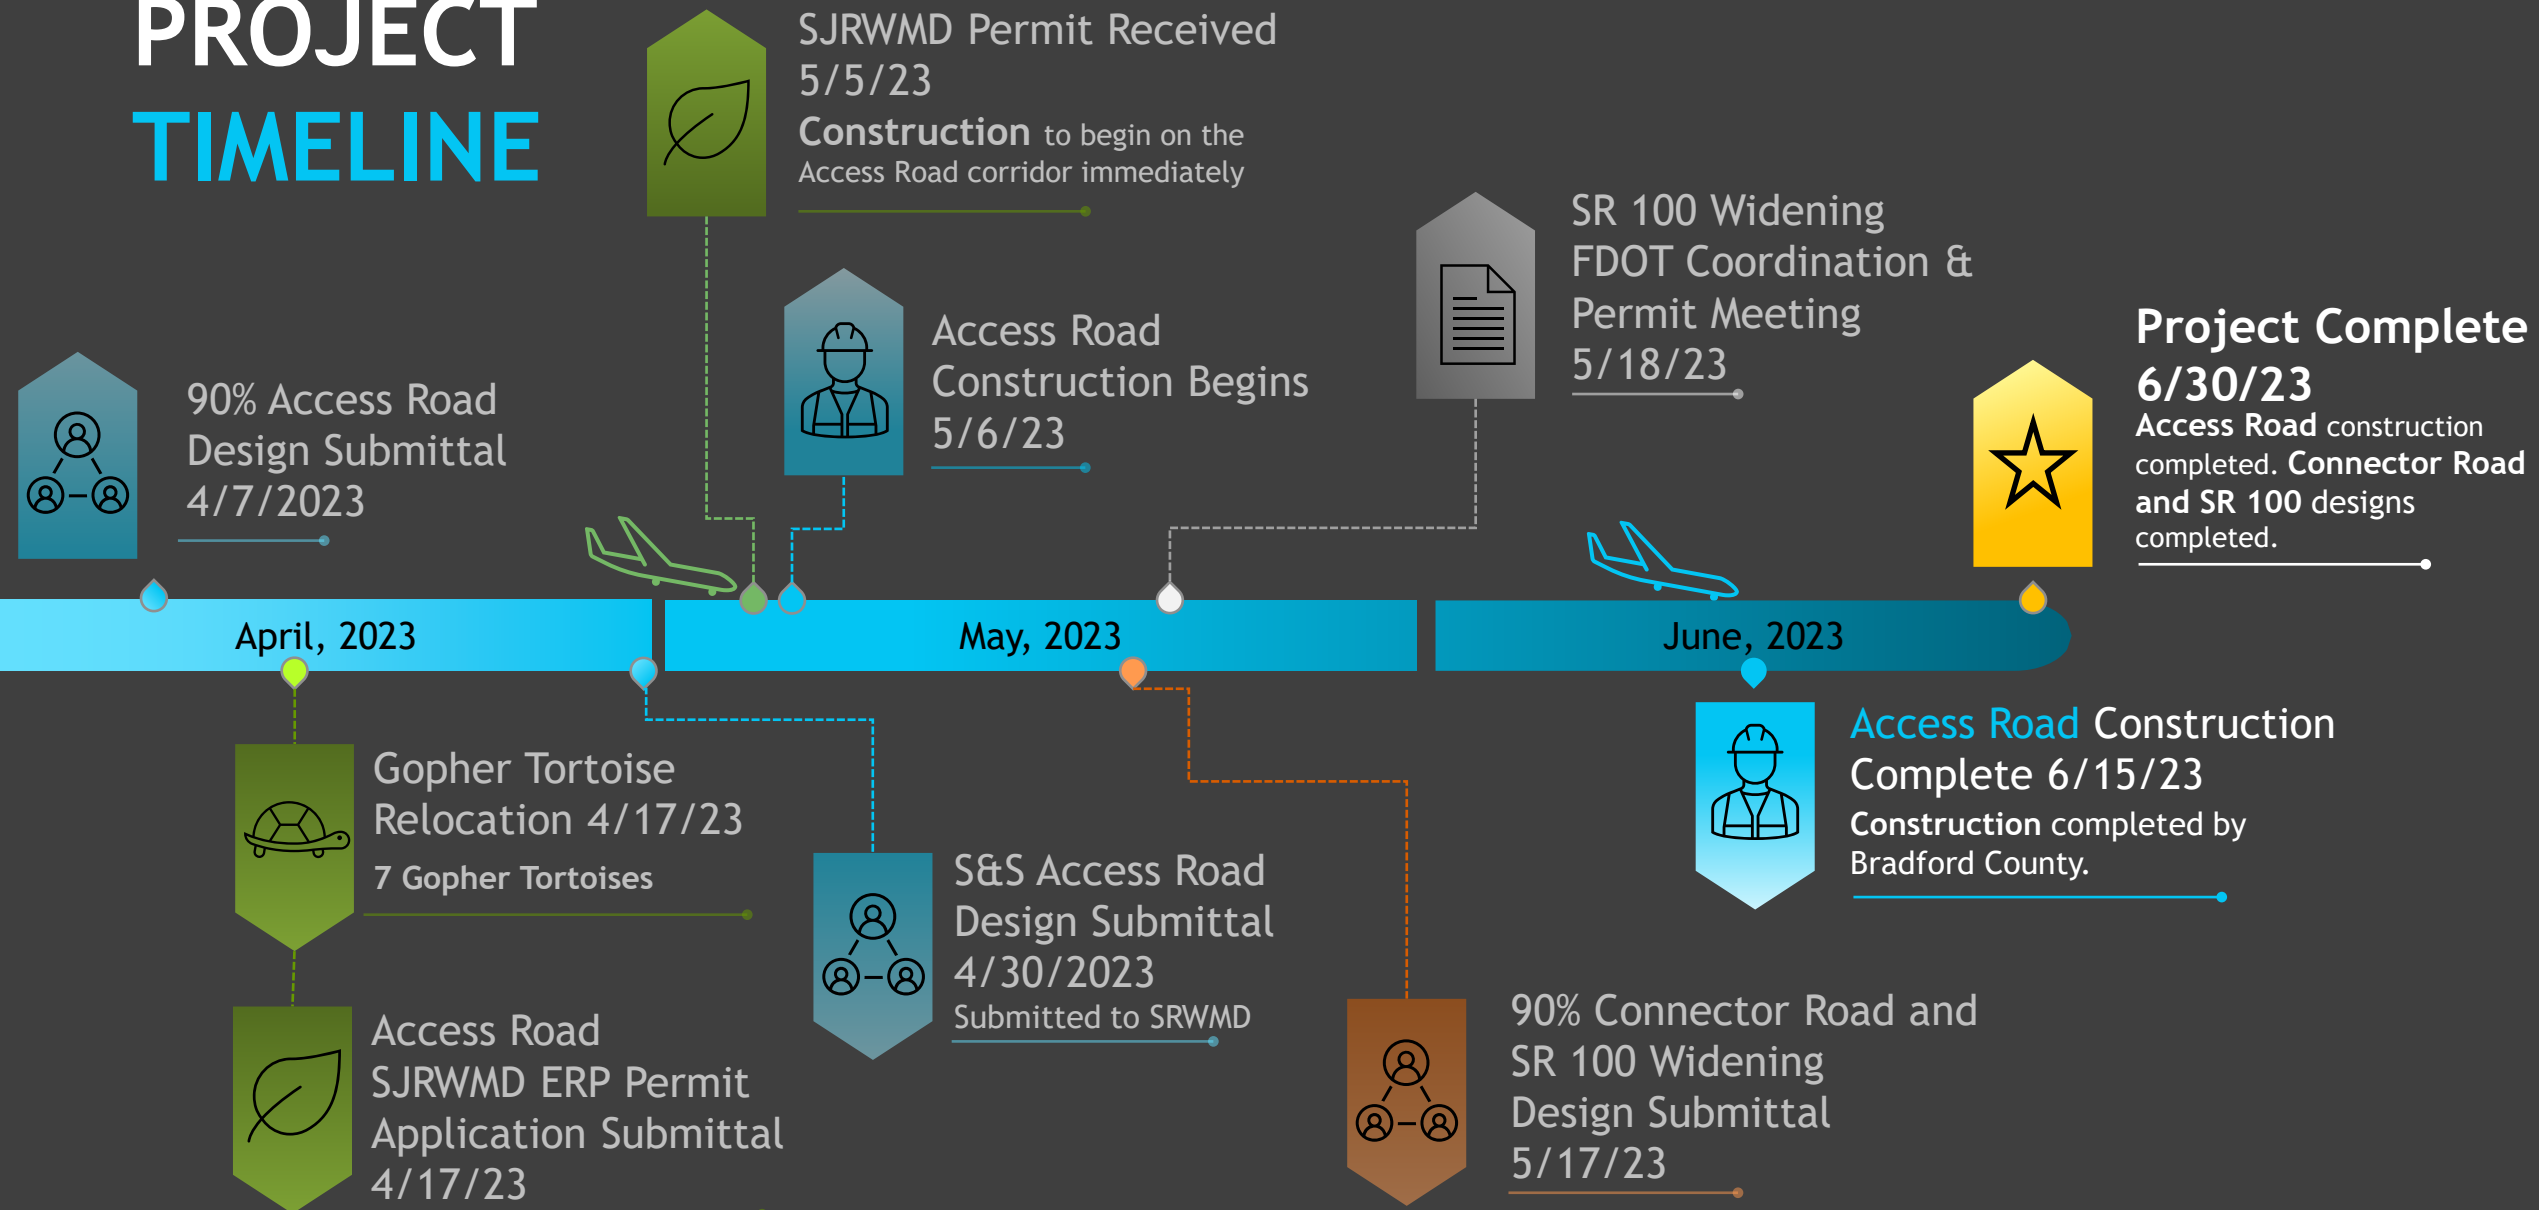 PROJECT
TIMELINE
SJRWMD Permit Received
5/5/23
Construction to begin on the
Access Road corridor immediately
90% Access Road
Design Submittal
4/7/2023
Access Road
Construction Begins
5/6/23
SR 100 Widening
FDOT Coordination &
Permit Meeting
5/18/23
Project Complete
6/30/23
Access Road construction
completed. Connector Road
and SR 100 designs
completed.
April, 2023
May, 2023
June, 2023
Gopher Tortoise
Relocation 4/17/23
7 Gopher Tortoises
Access Road
SJRWMD ERP Permit
Application Submittal
4/17/23
S&S Access Road
Design Submittal
4/30/2023
Submitted to SRWMD
90% Connector Road and
SR 100 Widening
Design Submittal
5/17/23
Access Road Construction
Complete 6/15/23
Construction completed by
Bradford County.